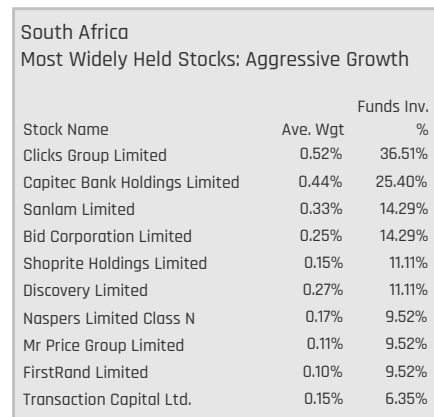 South Africa
Most Widely Held Stocks: Aggressive Growth
Funds Inv.
Stock Name Ave. Wgt %
Clicks Group Limited 0.52% 36.51%
Capitec Bank Holdings Limited 0.44% 25.40%
Sanlam Limited 0.33% 14.29%
Bid Corporation Limited 0.25% 14.29%
Shoprite Holdings Limited 0.15% 11.11%
Discovery Limited 0.27% 11.11%
Naspers Limited Class N 0.17% 9.52%
Mr Price Group Limited 0.11% 9.52%
FirstRand Limited 0.10% 9.52%
Transaction Capital Ltd. 0.15% 6.35%